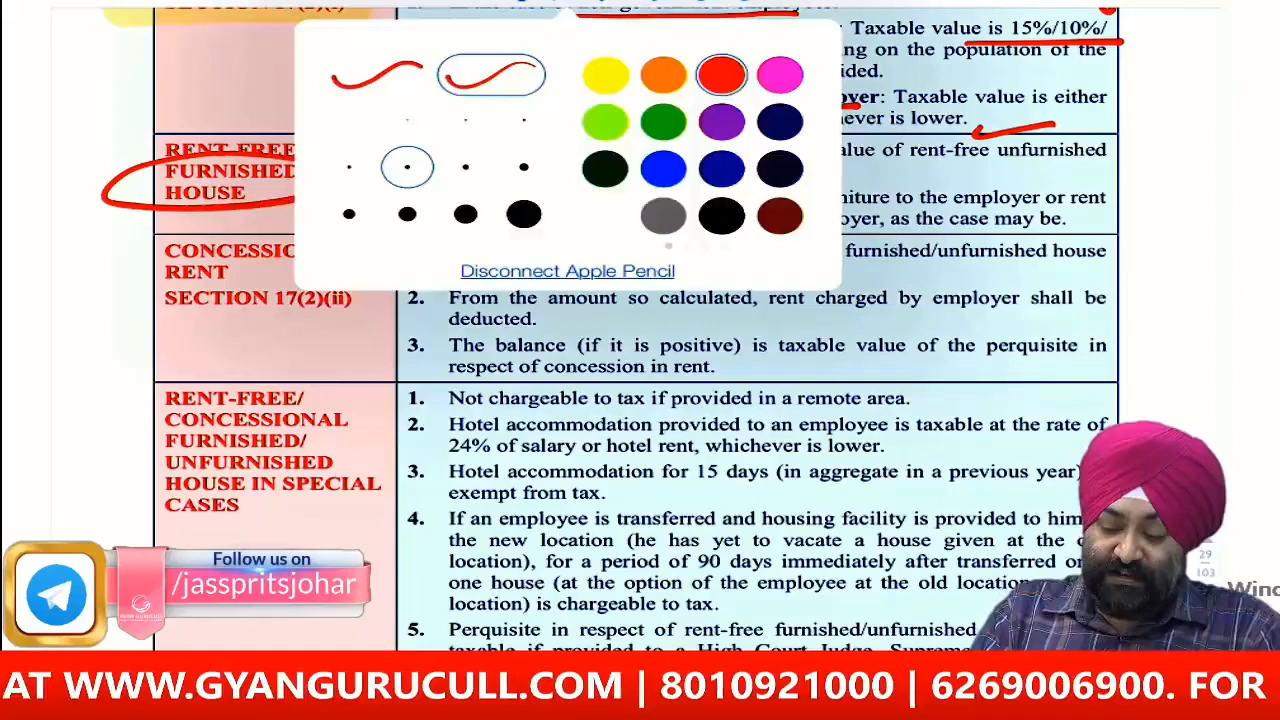 : Taxable value is 15%/10%/
ing on the population of the
ided.
over: Taxable value is either
never is lower.
RENT-FREE
FURNISHED
HOUSE
alue of rent-free unfurnished
niture to the employer or rent
oyer, as the case may be.
CONCESSIO
RENT
SECTION 17(2)(ii)
furnished/unfurnished house
Disconnect Apple Pencil
2. From the amount so calculated, rent charged by employer shall be
deducted.
3. The balance (if it is positive) is taxable value of the perquisite in
respect of concession in rent.
RENT-FREE/
CONCESSIONAL
FURNISHED/
UNFURNISHED
HOUSE IN SPECIAL
CASES
1. Not chargeable to tax if provided in a remote area.
2. Hotel accommodation provided to an employee is taxable at the rate of
24% of salary or hotel rent, whichever is lower.
3. Hotel accommodation for 15 days (in aggregate in a previous year)
exempt from tax.
4. If an employee is transferred and housing facility is provided to him
the new location (he has yet to vacate a house given at the
location), for a period of 90 days immediately after transferred
one house (at the option of the employee at the old location
location) is chargeable to tax.
5. Perquisite in respect of rent-free furnished/unfurnished
29
103
Wind
Follow us on
/jasspritsjohar
AT WWW.GYANGURUCULL.COM | 8010921000 | 6269006900. FOR